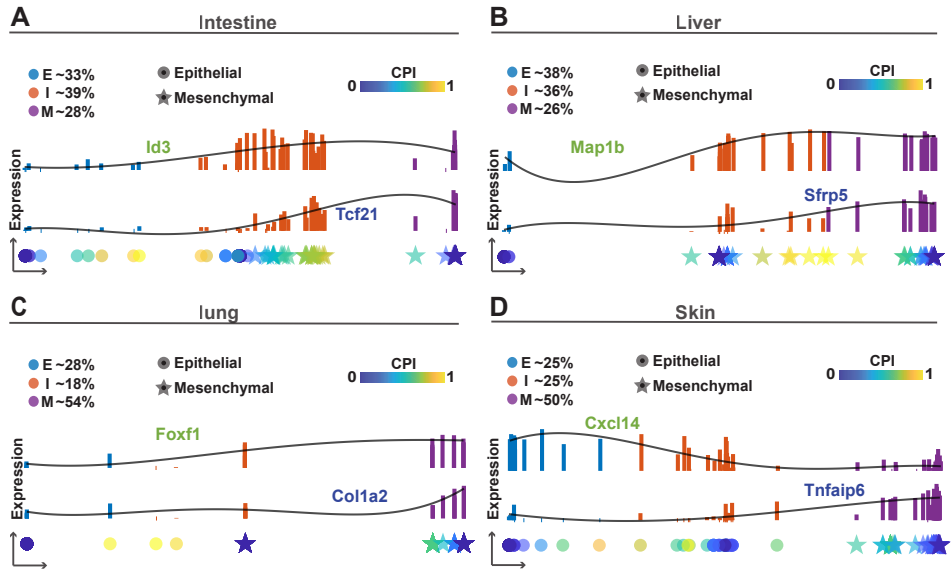 A
Intestine
E ~33%
I ~39%
M ~28%
Epithelial
Mesenchymal
CPI
0
1
Id3
Tcf21
Expression
B
Liver
E ~38%
I ~36%
M ~26%
Epithelial
Mesenchymal
CPI
0
1
Map1b
Sfrp5
Expression
C
lung
E ~28%
I ~18%
M ~54%
Epithelial
Mesenchymal
CPI
0
1
Foxf1
Col1a2
Expression
D
Skin
E ~25%
I ~25%
M ~50%
Epithelial
Mesenchymal
CPI
0
1
Cxcl14
Tnfaip6
Expression